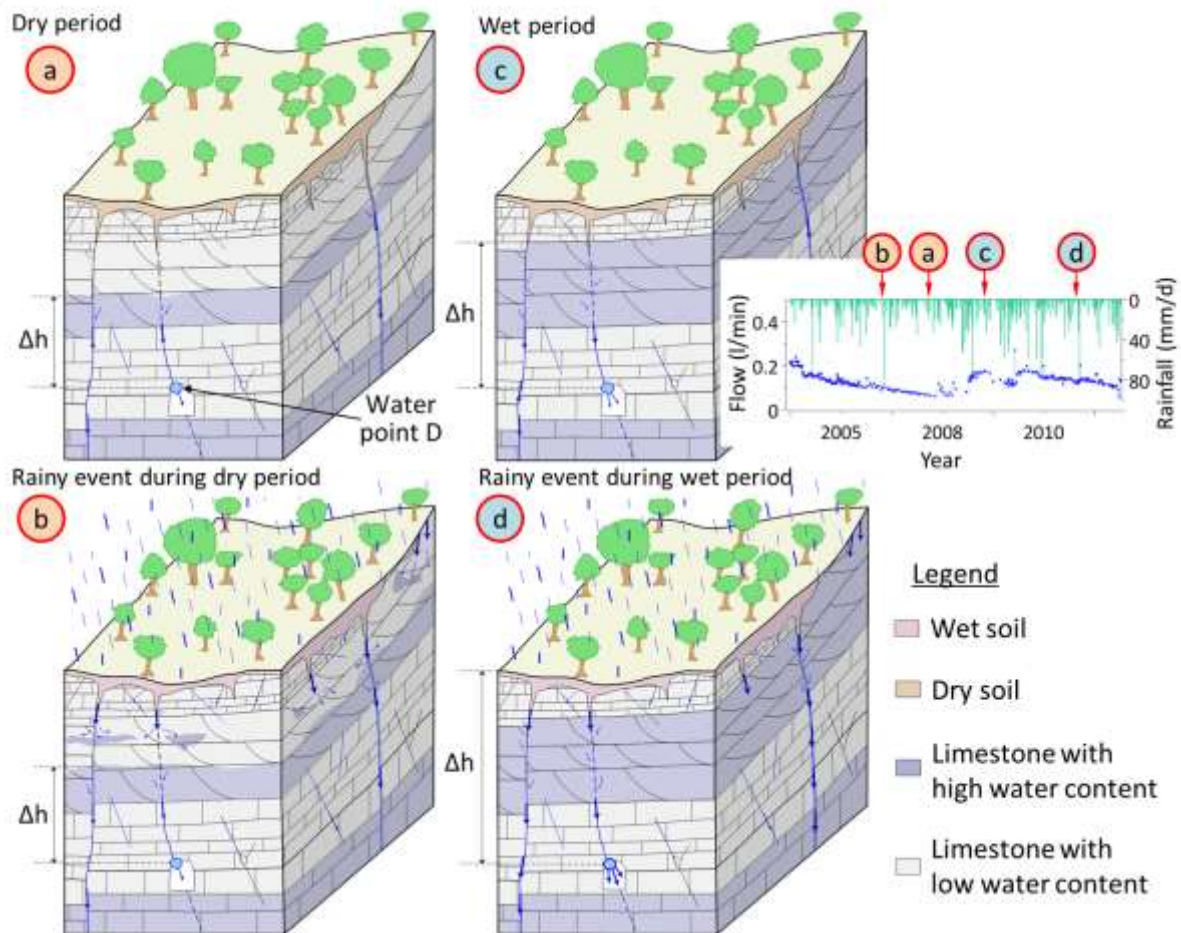 Dry period
a
Δh
Water
point D
Wet period
c
Δh
b
a
c
d
Flow (l/min)
0.4
0.2
0
0
40
80
Rainfall (mm/d)
2005
2008
2010
Year
Rainy event during dry period
b
Δh
Rainy event during wet period
d
Δh
Legend
Wet soil
Dry soil
Limestone with
high water content
Limestone with
low water content